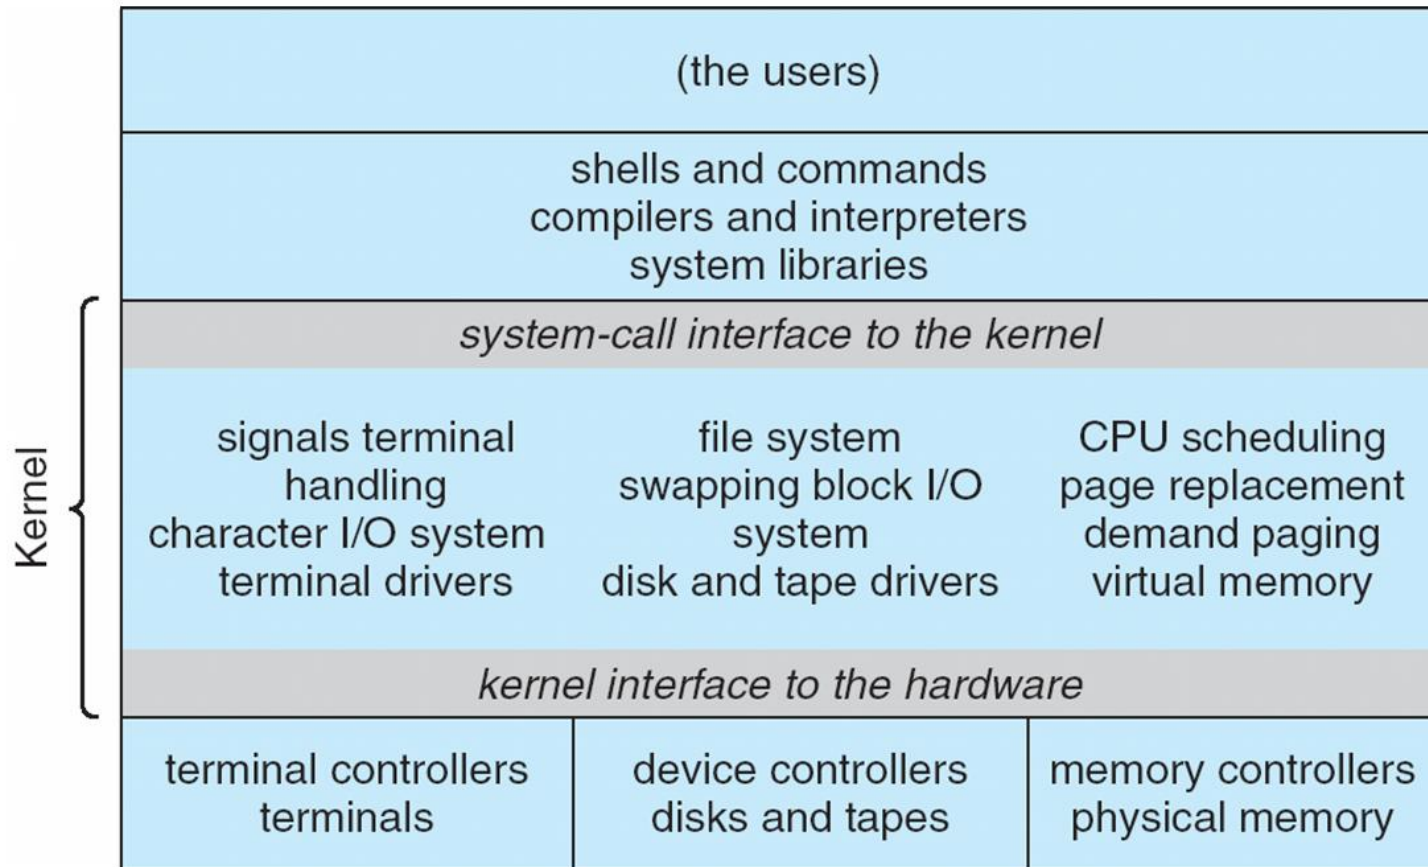 (the users)
shells and commands
compilers and interpreters
system libraries
system-call interface to the kernel
Kernel
signals terminal
handling
character I/O system
terminal drivers
file system
swapping block I/O
system
disk and tape drivers
CPU scheduling
page replacement
demand paging
virtual memory
kernel interface to the hardware
terminal controllers
terminals
device controllers
disks and tapes
memory controllers
physical memory